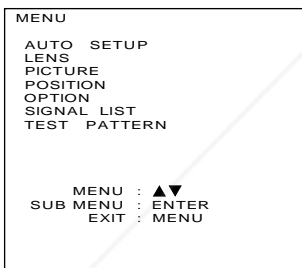 MENU
AUTO SETUP
LENS
PICTURE
POSITION
OPTION
SIGNAL LIST
TEST PATTERN
MENU : ▲▼
SUB MENU : ENTER
EXIT : MENU